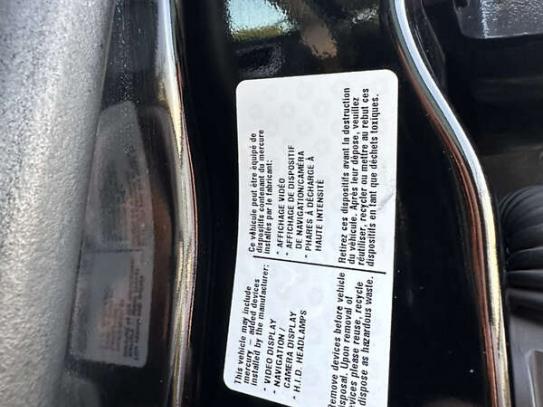 This vehicle may include
mercury - added devices
installed by the manufacturer:
- VIDEO DISPLAY
- NAVIGATION /
CAMERA DISPLAY
- H.I.D. HEADLAMPS
Remove devices before vehicle
disposal. Upon removal of
devices please reuse, recycle
dispose as hazardous waste.
Ce véhicule peut être équipé de
dispositifs contenant du mercure
installés par le fabricant:
- AFFICHAGE VIDÉO
- AFFICHAGE DE DISPOSITIF
DE NAVIGATION/CAMÉRA
- PHARES À DÉCHARGE À
HAUTE INTENSITÉ
Retirez ces dispositifs avant la destruction
du véhicule. Après leur dépose, veuillez
réutiliser, recycler ou mettre au rebut ces
dispositifs en tant que déchets toxiques.